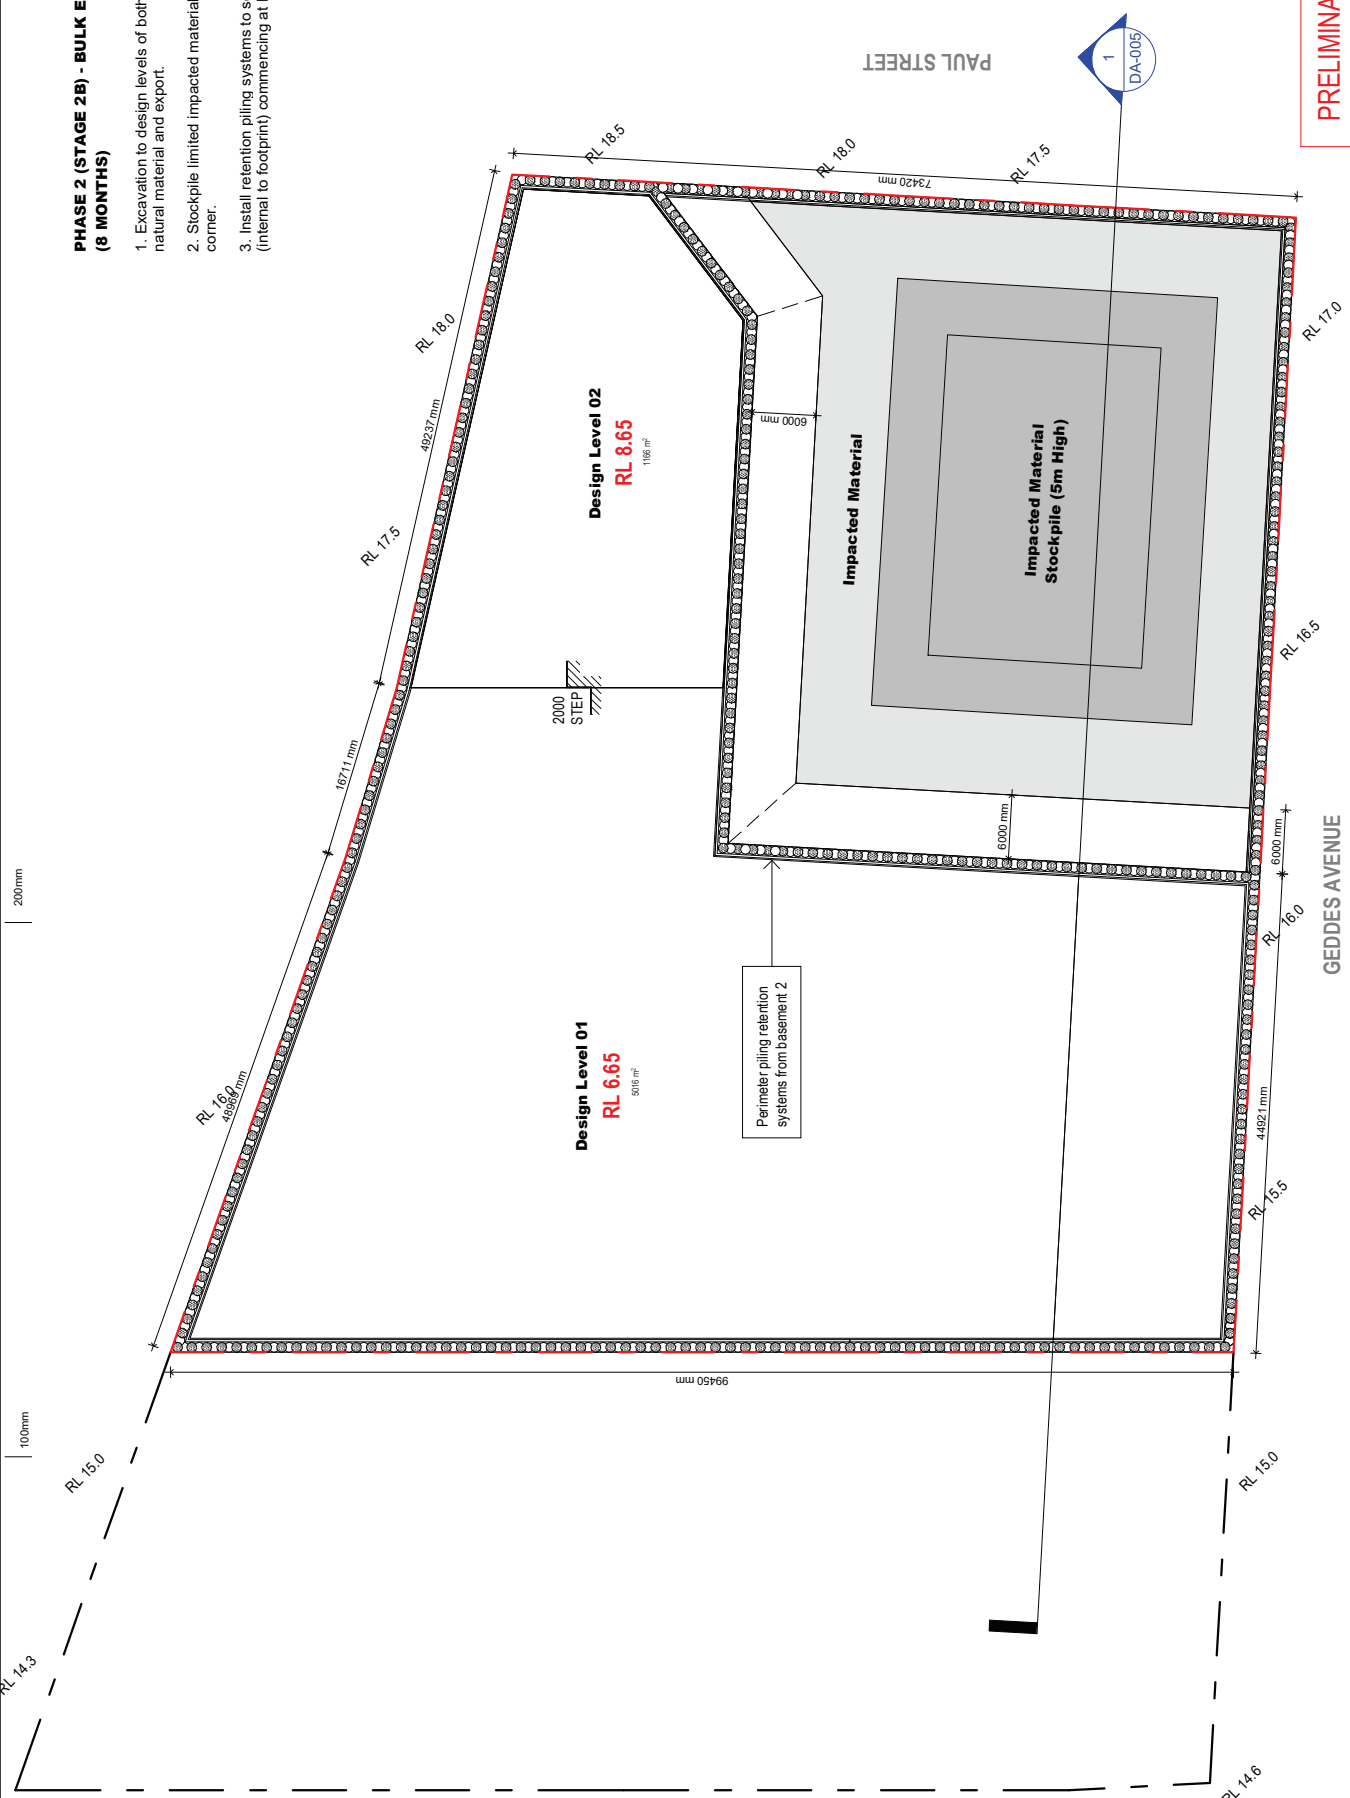 PHASE 2 (STAGE 2B) - BULK E
(8 MONTHS)
1. Excavation to design levels of both
natural material and export.
2. Stockpile limited impacted material
corner.
3. Install retention piling systems to s
(internal to footprint) commencing at
PRELIMINA
PAUL STREET
1
DA-005
RL 18.5
RL 18.0
RL 17.5
73420 mm
RL 17.0
RL 18.0
49237 mm
RL 17.5
16711 mm
RL 16.0
48969 mm
Design Level 02
RL 8.65
1166 m²
6000 mm
Impacted Material
Impacted Material
Stockpile (5m High)
2000
STEP
RL 16.5
6000 mm
6000 mm
RL 16.0
GEDDES AVENUE
Design Level 01
RL 6.65
5016 m²
Perimeter piling retention
systems from basement 2
44921 mm
RL 15.5
99450 mm
RL 15.0
RL 15.0
RL 14.3
RL 14.6
200mm
100mm